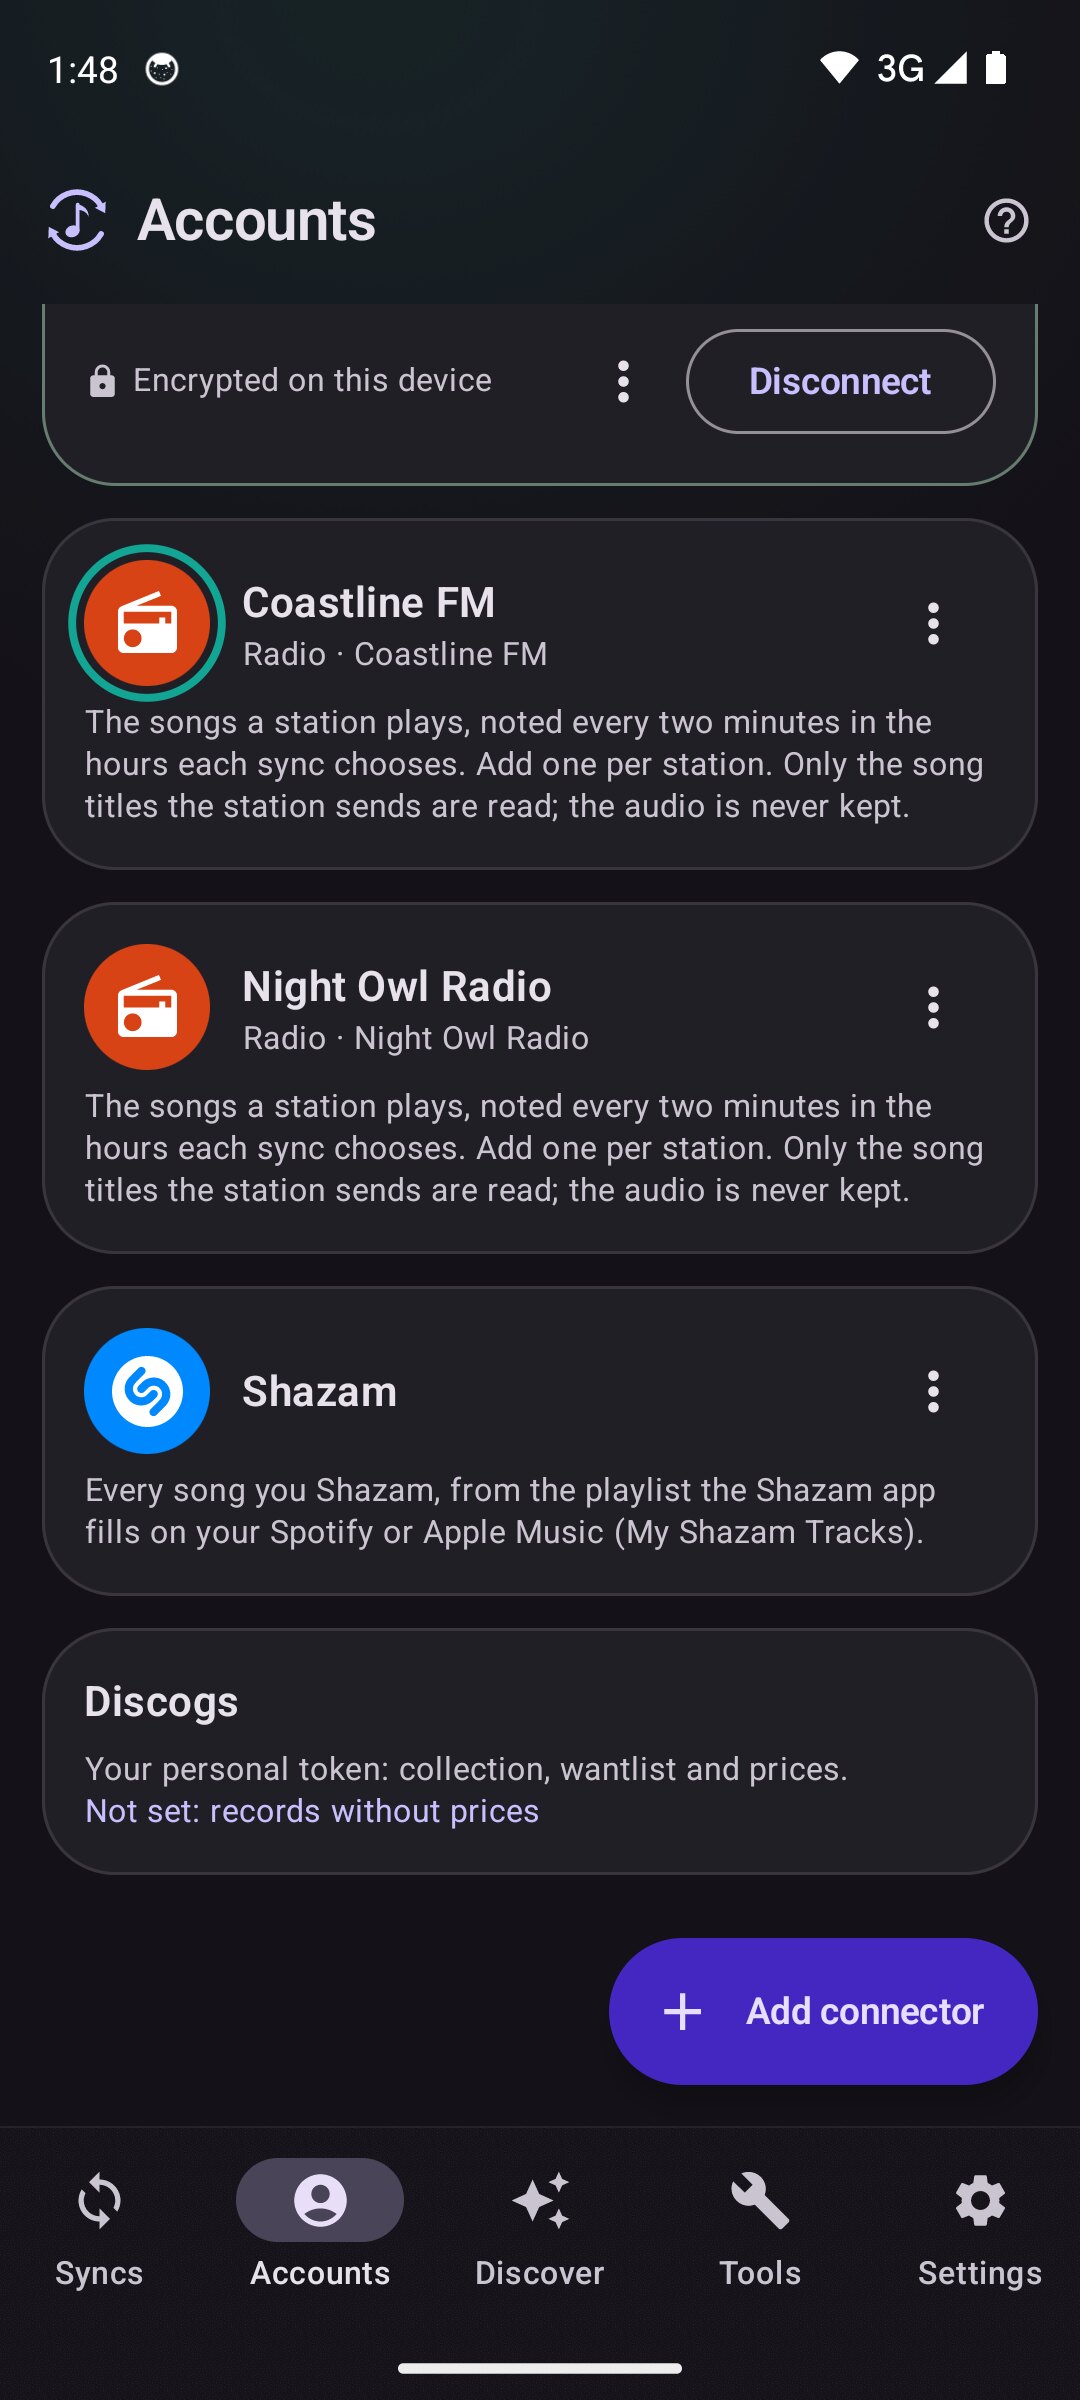 1:48
3G
Accounts
Encrypted on this device
Disconnect
Coastline FM
Radio · Coastline FM
The songs a station plays, noted every two minutes in the
hours each sync chooses. Add one per station. Only the song
titles the station sends are read; the audio is never kept.
Night Owl Radio
Radio · Night Owl Radio
The songs a station plays, noted every two minutes in the
hours each sync chooses. Add one per station. Only the song
titles the station sends are read; the audio is never kept.
Shazam
Every song you Shazam, from the playlist the Shazam app
fills on your Spotify or Apple Music (My Shazam Tracks).
Discogs
Your personal token: collection, wantlist and prices.
Not set: records without prices
Add connector
Syncs
Accounts
Discover
Tools
Settings